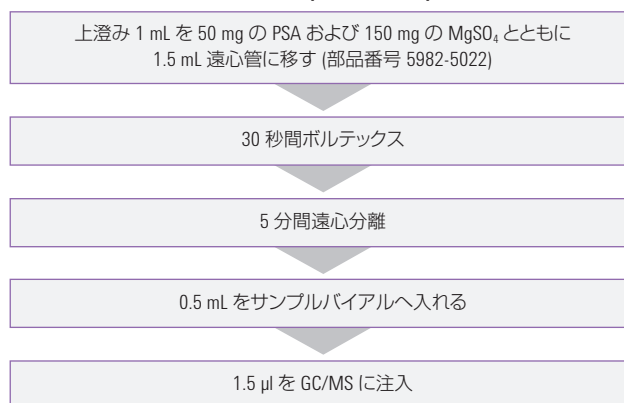 上澄み 1 mL を 50 mg の PSA および 150 mg の MgSO₄ とともに
1.5 mL 遠心管に移す (部品番号 5982-5022)
30 秒間ボルテックス
5 分間遠心分離
0.5 mL をサンプルバイアルへ入れる
1.5 µl を GC/MS に注入